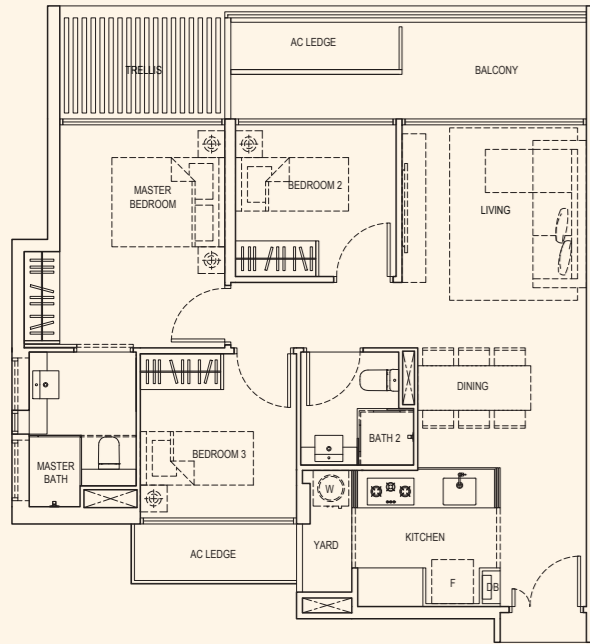 AC LEDGE
TRELLIS
BALCONY
MASTER
BEDROOM
BEDROOM 2
LIVING
DINING
BATH 2
BEDROOM 3
MASTER
BATH
W
YARD
KITCHEN
AC LEDGE
F
DB